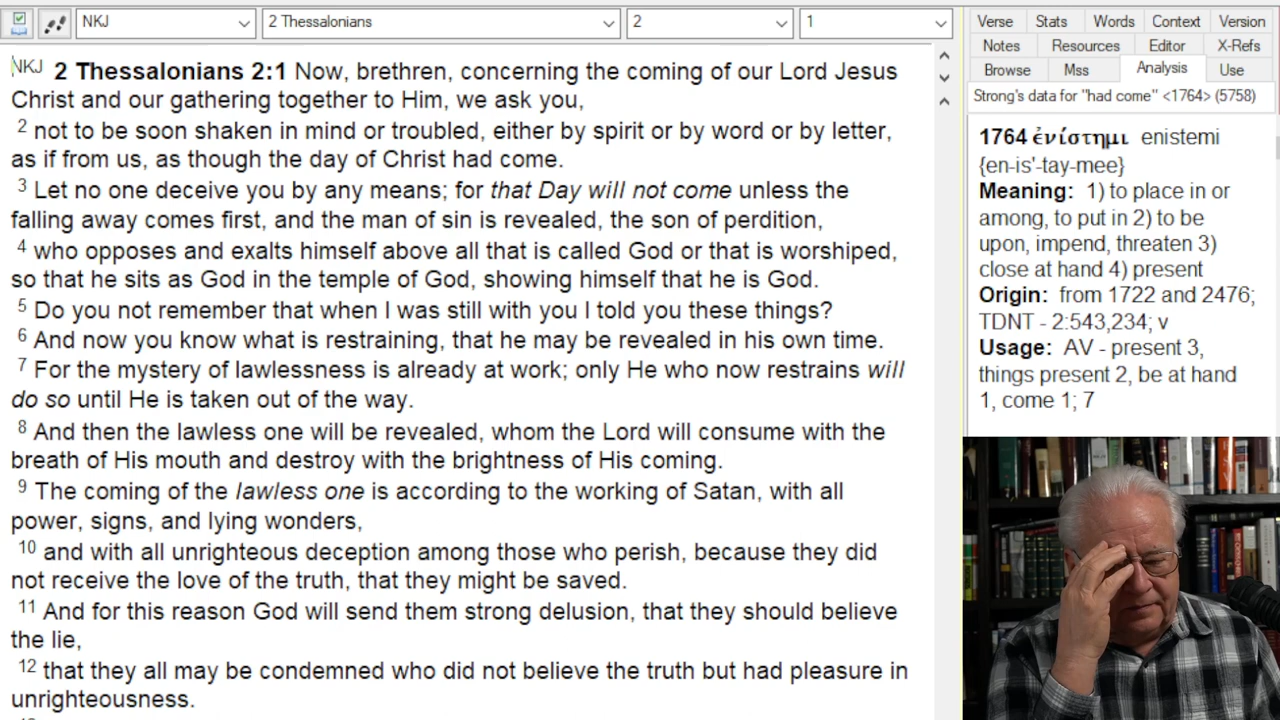 NKJ 2 Thessalonians 2 1
NKJ 2 Thessalonians 2:1 Now, brethren, concerning the coming of our Lord Jesus
Christ and our gathering together to Him, we ask you,
2 not to be soon shaken in mind or troubled, either by spirit or by word or by letter,
as if from us, as though the day of Christ had come.
3 Let no one deceive you by any means; for that Day will not come unless the
falling away comes first, and the man of sin is revealed, the son of perdition,
4 who opposes and exalts himself above all that is called God or that is worshiped,
so that he sits as God in the temple of God, showing himself that he is God.
5 Do you not remember that when I was still with you I told you these things?
6 And now you know what is restraining, that he may be revealed in his own time.
7 For the mystery of lawlessness is already at work; only He who now restrains will
do so until He is taken out of the way.
8 And then the lawless one will be revealed, whom the Lord will consume with the
breath of His mouth and destroy with the brightness of His coming.
9 The coming of the lawless one is according to the working of Satan, with all
power, signs, and lying wonders,
10 and with all unrighteous deception among those who perish, because they did
not receive the love of the truth, that they might be saved.
11 And for this reason God will send them strong delusion, that they should believe
the lie,
12 that they all may be condemned who did not believe the truth but had pleasure in
unrighteousness.
Verse Stats Words Context Version
Notes Resources Editor X-Refs
Browse Mss Analysis Use
Strong's data for "had come" <1764> (5758)
1764 ἐνίστημι enistemi
{en-is'-tay-mee}
Meaning: 1) to place in or
among, to put in 2) to be
upon, impend, threaten 3)
close at hand 4) present
Origin: from 1722 and 2476;
TDNT - 2:543,234; v
Usage: AV - present 3,
things present 2, be at hand
1, come 1; 7